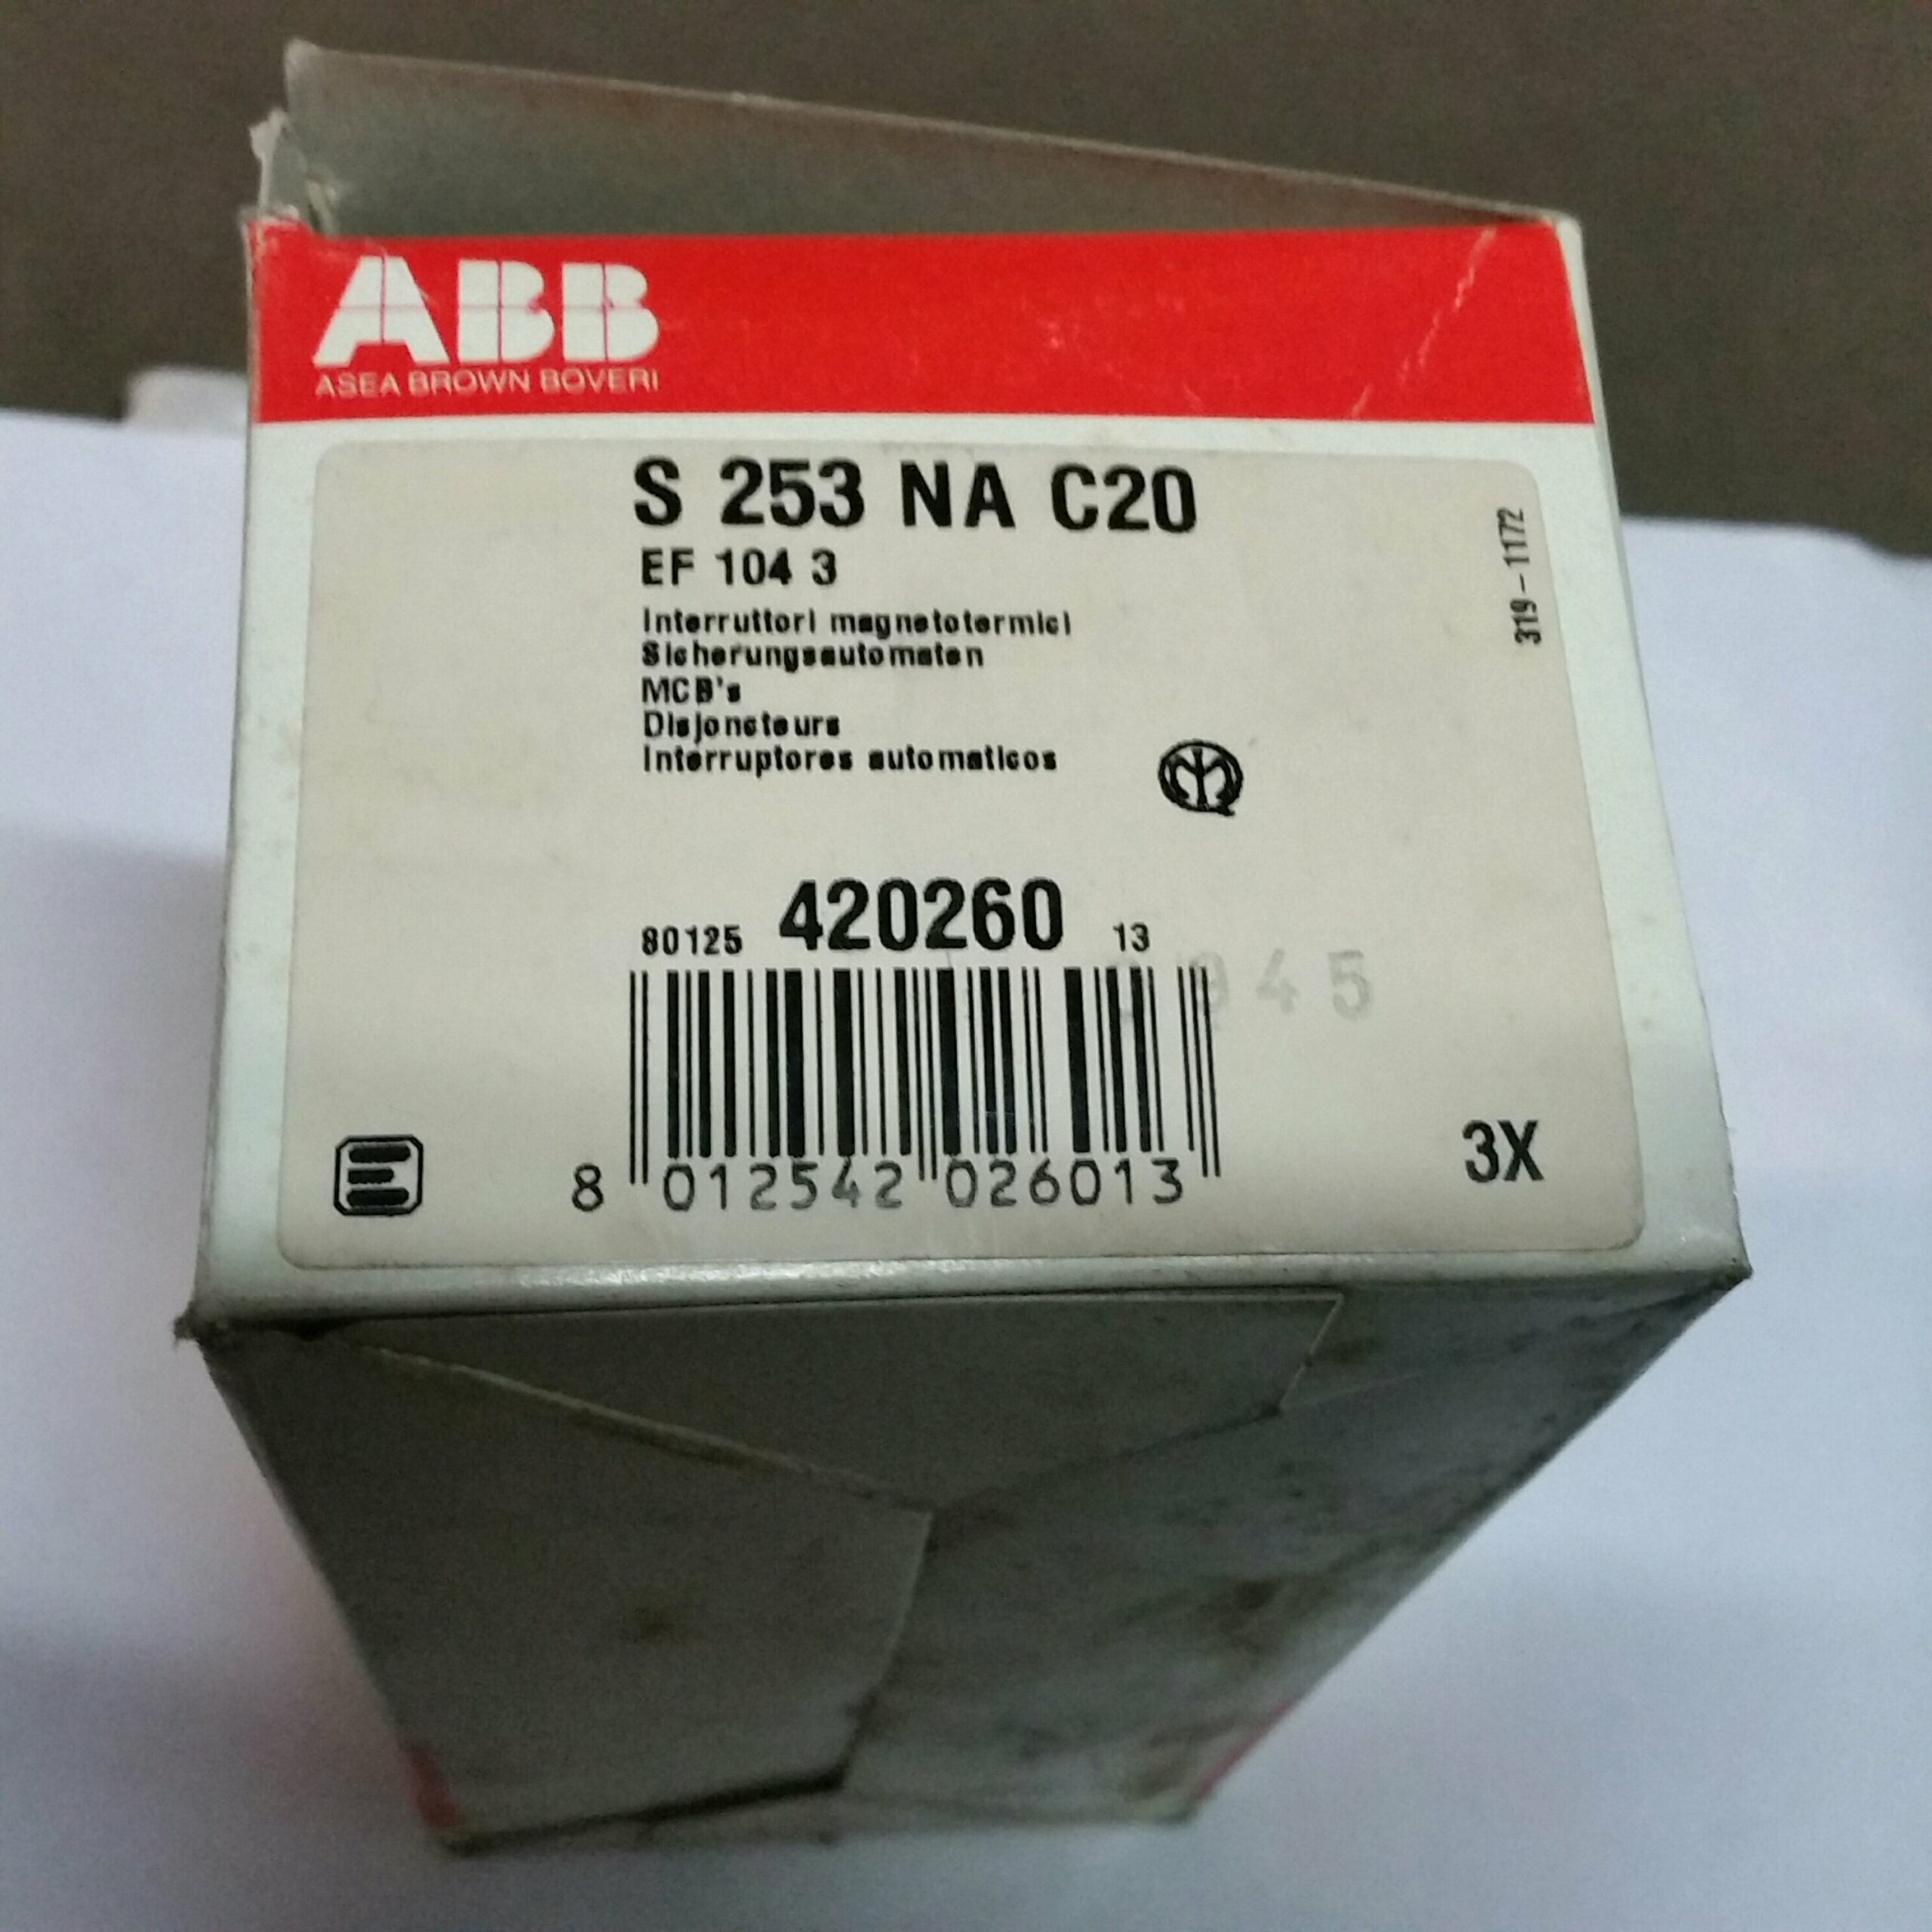 ABB
ASEA BROWN BOVERI
S 253 NA C20
EF 104 3
319-1172
Interruttori magnetotermici
Sicherungsautomaten
MCB's
Disjoncteurs
Interruptores automaticos
80125 420260 13
945
8 012542 026013
3X